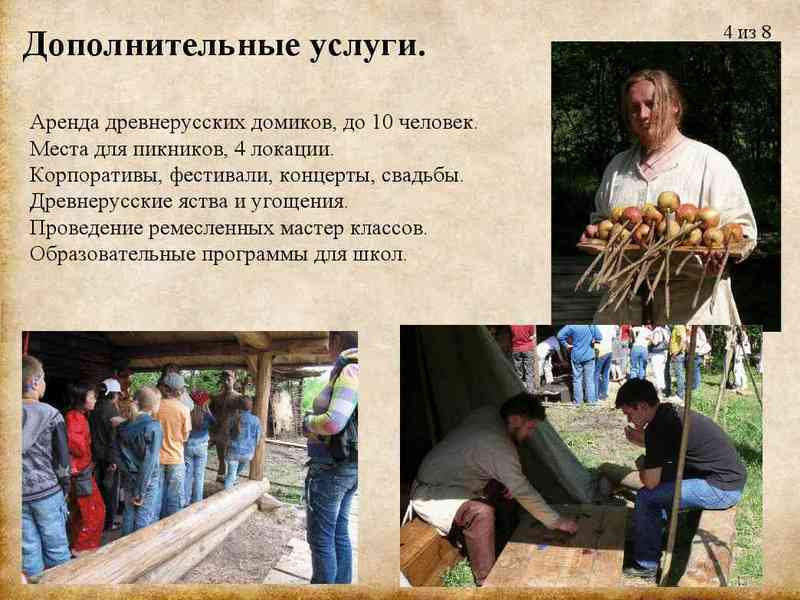 Дополнительные услуги.
4 из 8
Аренда древнерусских домиков, до 10 человек.
Места для пикников, 4 локации.
Корпоративы, фестивали, концерты, свадьбы.
Древнерусские яства и угощения.
Проведение ремесленных мастер классов.
Образовательные программы для школ.